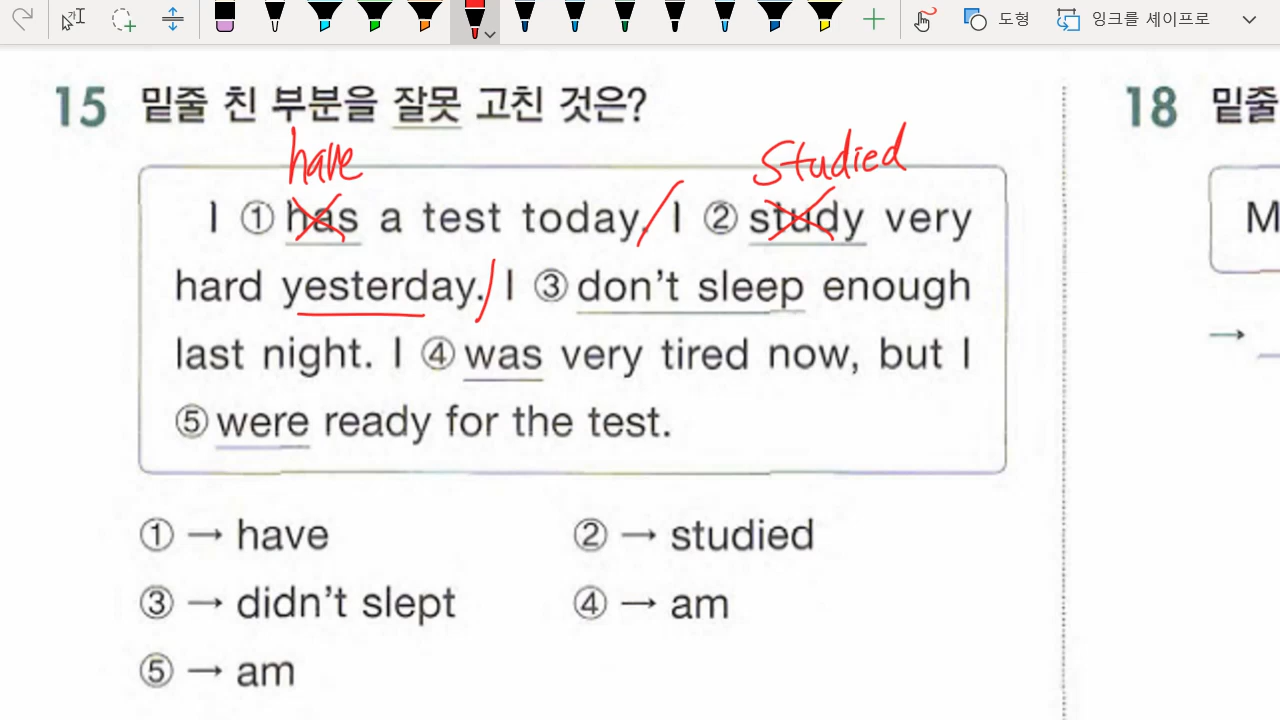 도형 잉크를 셰이프로
15 밑줄 친 부분을 잘못 고친 것은?
have Studied
I ① has a test today. I ② study very
hard yesterday. I ③ don't sleep enough
last night. I ④ was very tired now, but I
⑤ were ready for the test.
① → have ② → studied
③ → didn't slept ④ → am
⑤ → am
18 밑줄
M
→